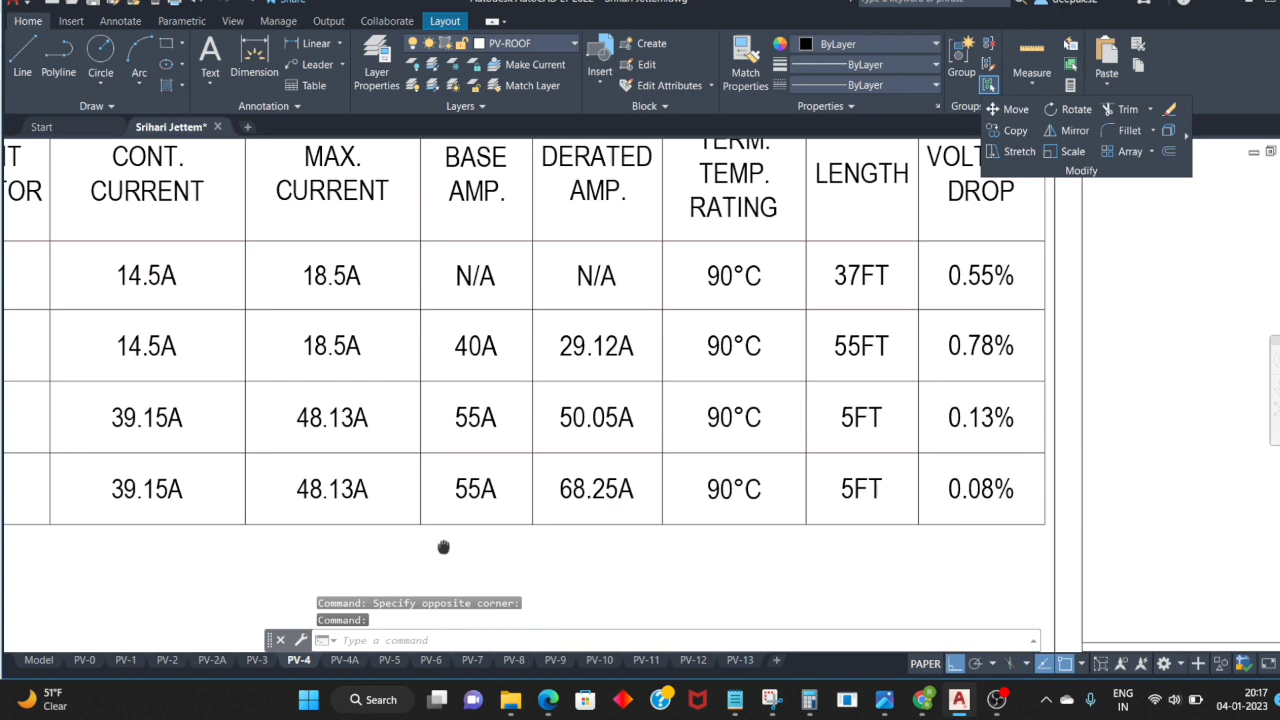 Share
Type a keyword or phrase
Home Insert Annotate Parametric View Manage Output Collaborate Layout
Line Polyline Circle Arc
Text Dimension
Linear
Leader
Table
Layer Properties
PV-ROOF
Make Current
Match Layer
Insert
Create
Edit
Edit Attributes
Match Properties
ByLayer
ByLayer
ByLayer
Group
Measure
Paste
Draw Annotation Layers Block Properties Groups
Move Rotate Trim
Copy Mirror Fillet
Stretch Scale Array
Modify
Start Srihari Jettem*
CONT. CURRENT
MAX. CURRENT
BASE AMP.
DERATED AMP.
TERM. TEMP. RATING
LENGTH
DROP
14.5A 18.5A N/A N/A 90°C 37FT 0.55%
14.5A 18.5A 40A 29.12A 90°C 55FT 0.78%
39.15A 48.13A 55A 50.05A 90°C 5FT 0.13%
39.15A 48.13A 55A 68.25A 90°C 5FT 0.08%
Command: Specify opposite corner:
Command:
Type a command
Model PV-0 PV-1 PV-2 PV-2A PV-3 PV-4 PV-4A PV-5 PV-6 PV-7 PV-8 PV-9 PV-10 PV-11 PV-12 PV-13
PAPER
51°F
Clear
Search
ENG
IN
20:17
04-01-2023